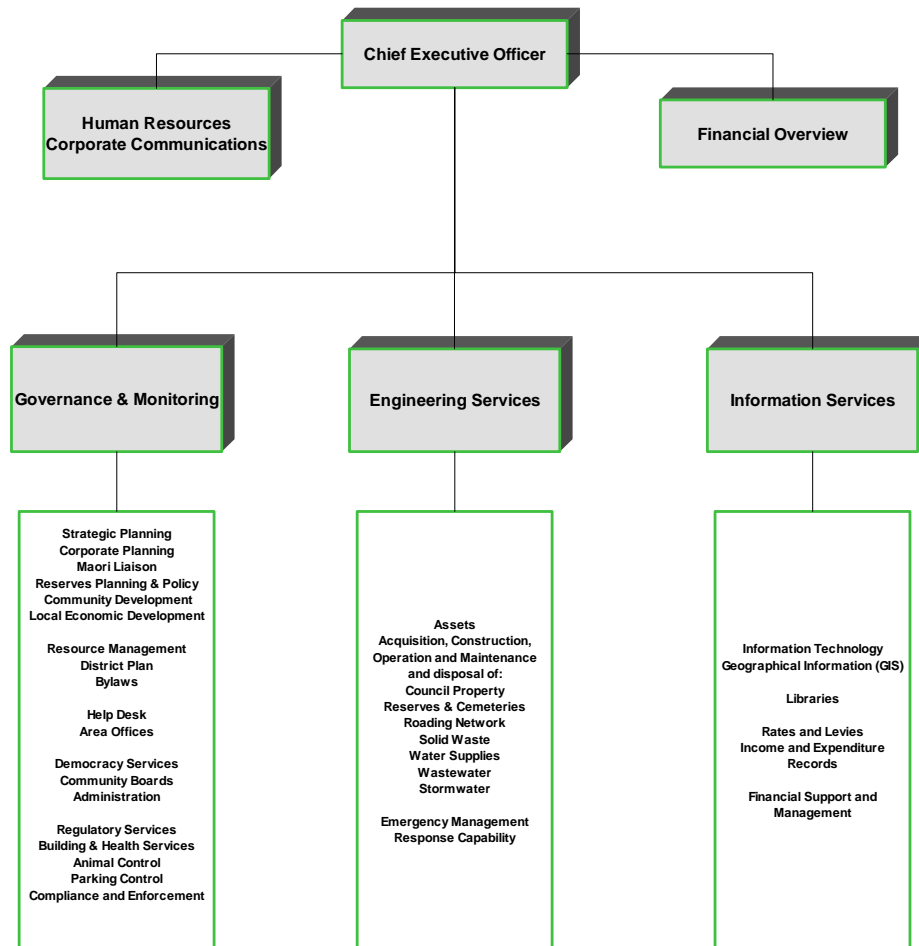 Chief Executive Officer
Human Resources
Corporate Communications
Financial Overview
Governance & Monitoring
Engineering Services
Information Services
Strategic Planning
Corporate Planning
Maori Liaison
Reserves Planning & Policy
Community Development
Local Economic Development
Resource Management
District Plan
Bylaws
Help Desk
Area Offices
Democracy Services
Community Boards
Administration
Regulatory Services
Building & Health Services
Animal Control
Parking Control
Compliance and Enforcement
Assets
Acquisition, Construction,
Operation and Maintenance
and disposal of:
Council Property
Reserves & Cemeteries
Roading Network
Solid Waste
Water Supplies
Wastewater
Stormwater
Emergency Management
Response Capability
Information Technology
Geographical Information (GIS)
Libraries
Rates and Levies
Income and Expenditure
Records
Financial Support and
Management